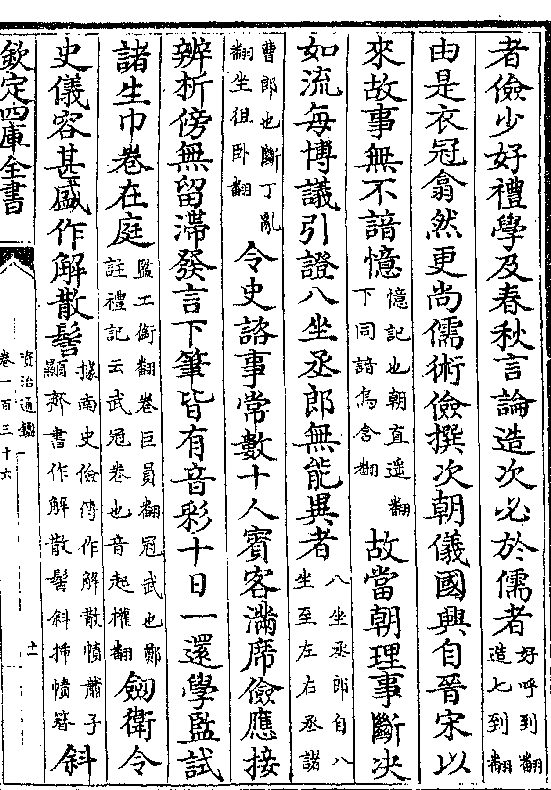 者儉少好禮學及春秋言論造次必於儒者好呼到翻造七到翻
由是衣冠翕然更尚儒術儉撰次朝儀國典自晉宋以
來故事無不諳憶憶記也朝直遥翻下同諳烏含翻故當朝理事斷决
如流每博議引證八坐丞郎無能異者八坐丞郎自八坐至左右丞諸
曹郎也斷丁亂翻坐徂卧翻令史諮事常數十人賓客滿席儉應接
辨析傍無留滯發言下筆皆有音彩十日一還學監試
諸生巾卷在庭監工銜翻卷巨員翻冠武也鄭註禮記云武冠卷也音起權翻劒衛令
史儀容甚盛作解散髻據南史儉傳作解散幘蕭子顯齊書作解散髻斜揷幘簪斜
欽定四庫全書
資治通鑑
卷一百三十六
十一